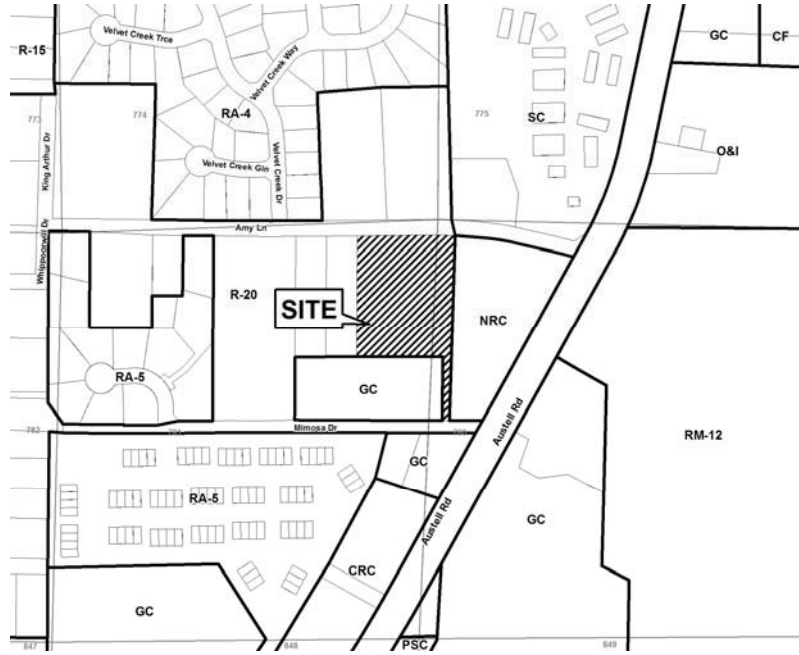 Velvet Creek Trce
R-15
GC
CF
Velvet Creek Way
773
774
RA-4
775
SC
King Arthur Dr
O&I
Velvet Creek Gln
Velvet Creek Dr
Whippoorwill Dr
Amy Ln
R-20
SITE
NRC
RA-5
GC
Austell Rd
782
Mimosa Dr
RM-12
GC
RA-5
Austell Rd
GC
CRC
GC
847
848
PSC
849